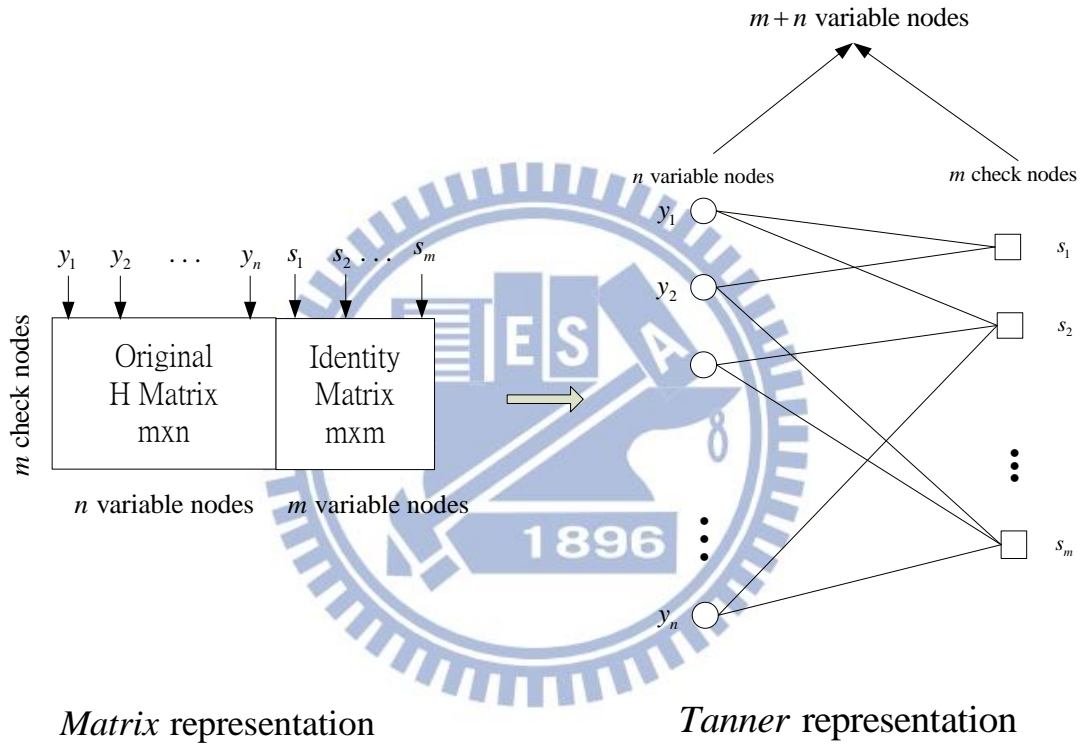 m + n variable nodes
n variable nodes
m check nodes
y1
s1
y2
s2
sm
yn
y1 y2 . . . yn s1 s2 . . . sm
m check nodes
Original
H Matrix
mxn
Identity
Matrix
mxm
n variable nodes
m variable nodes
ESA
1896
Matrix representation
Tanner representation